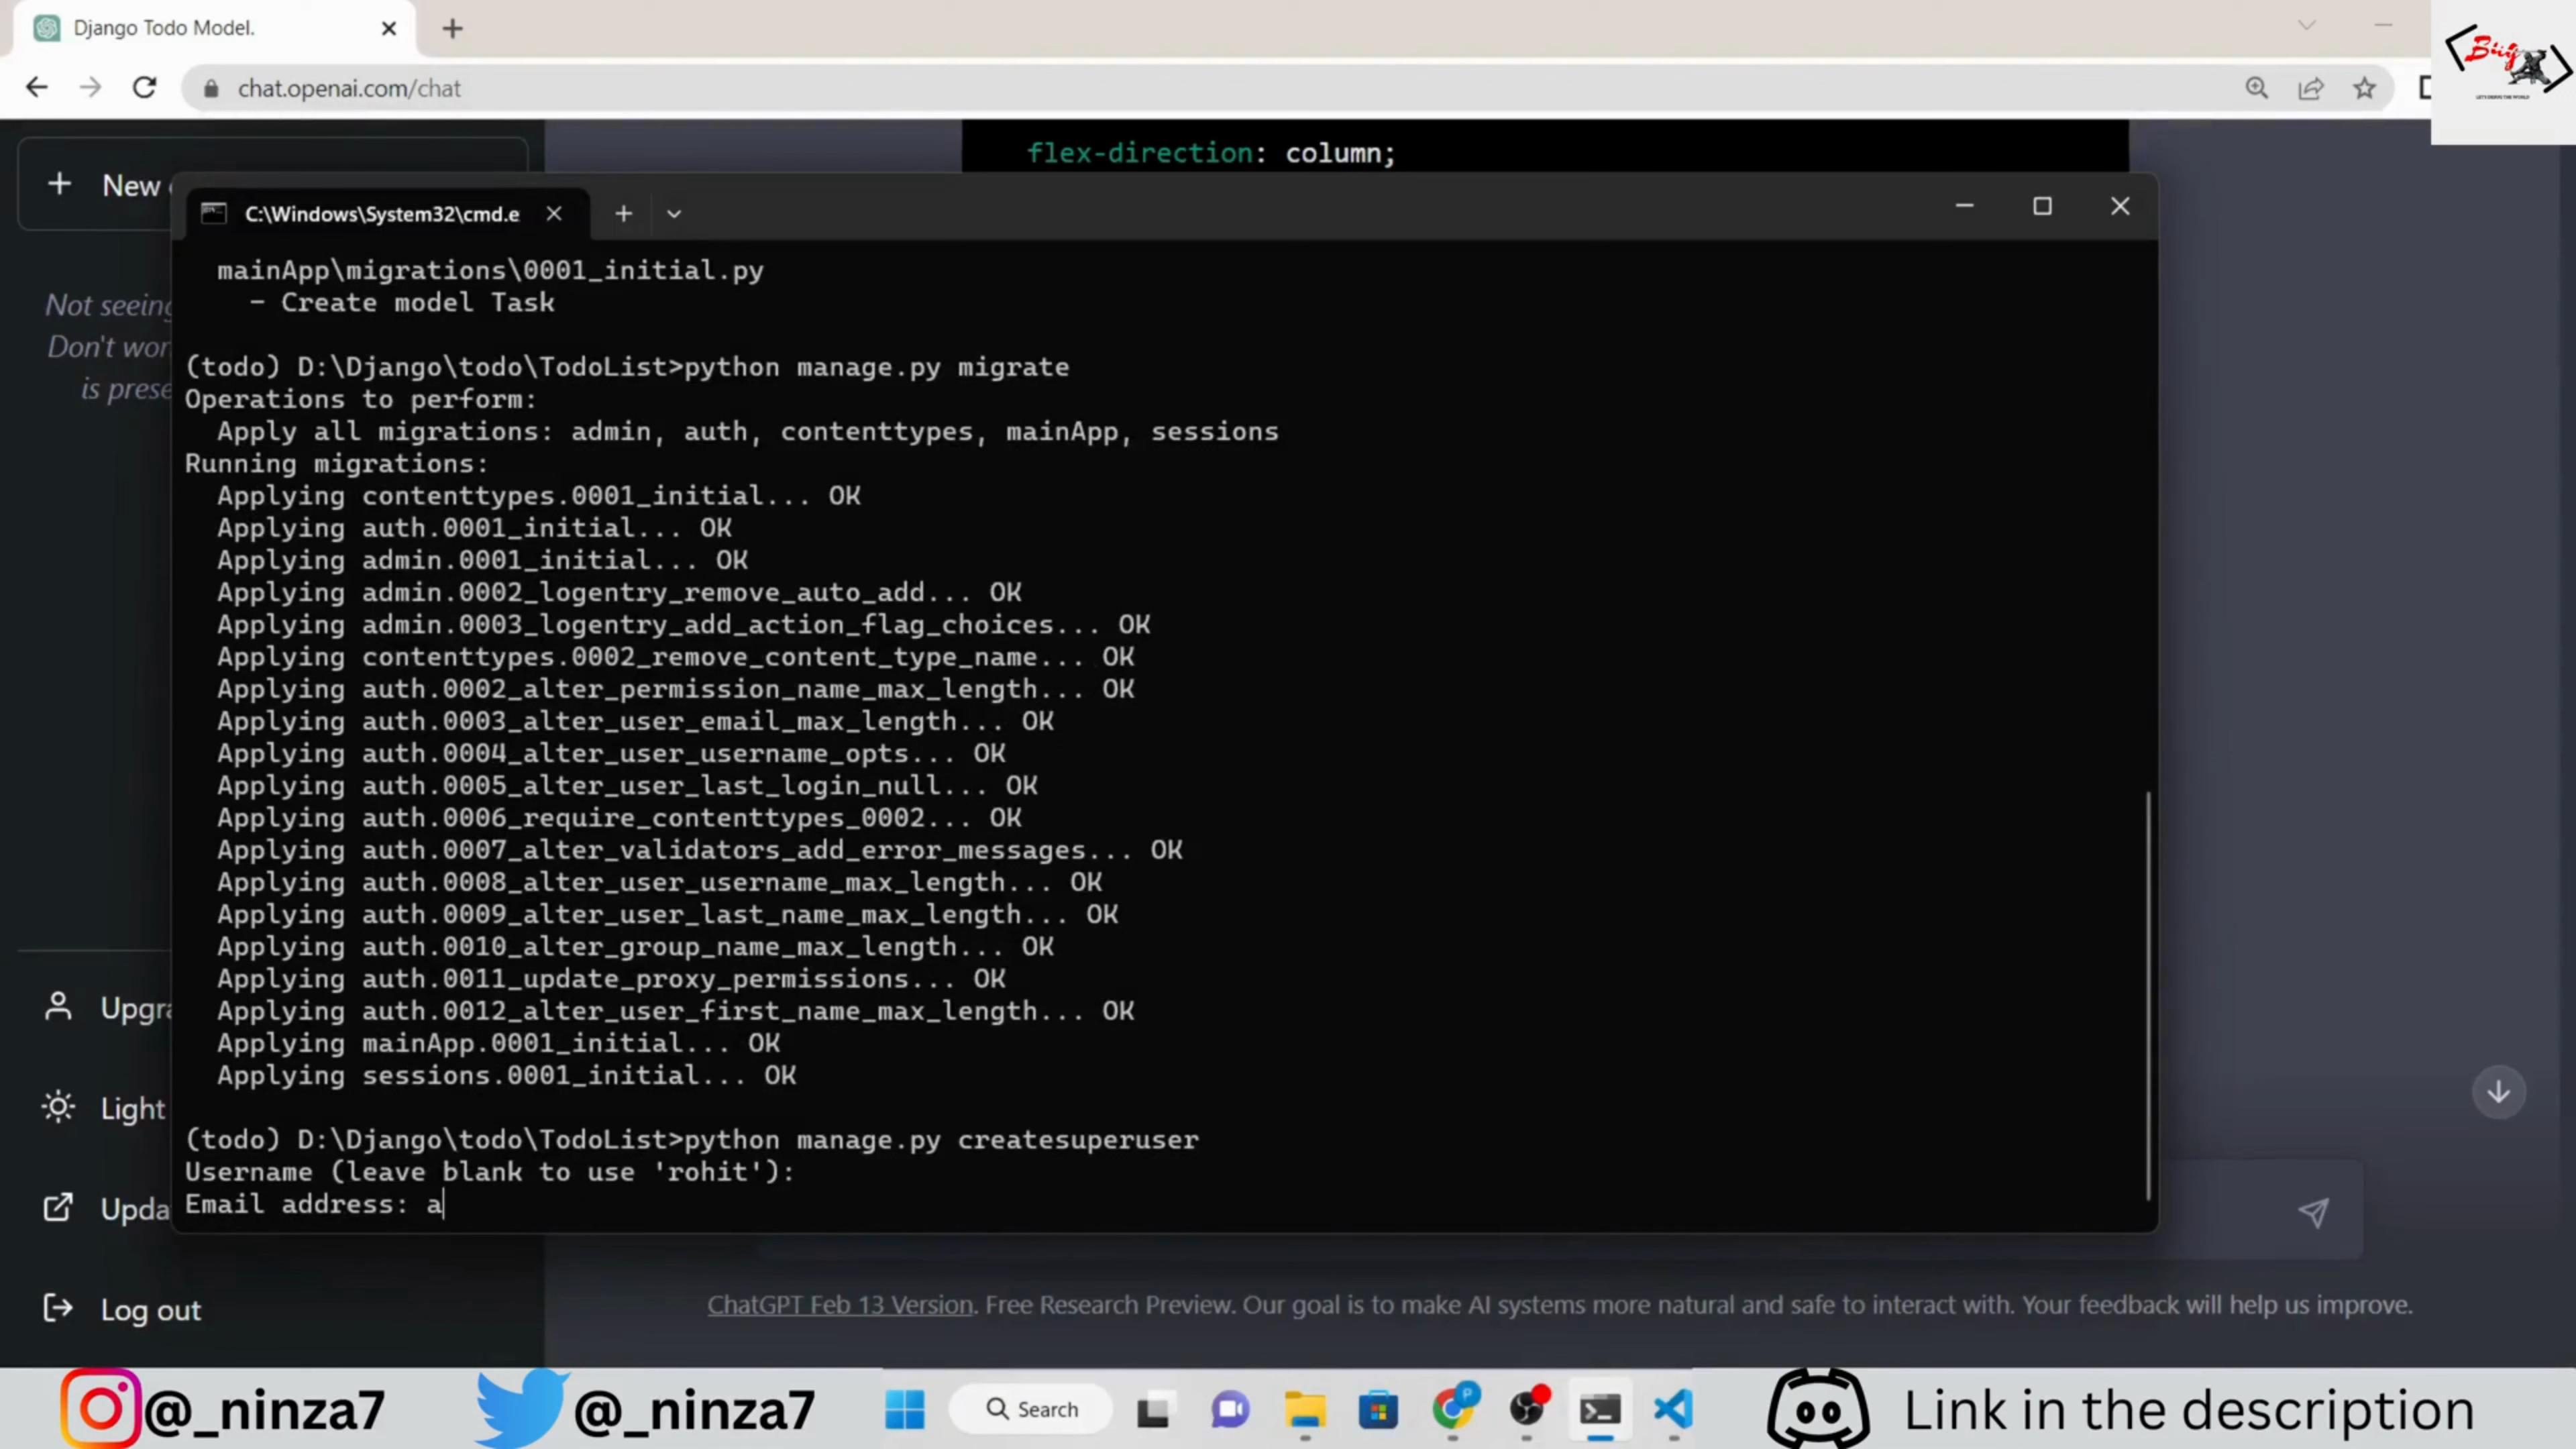 Django Todo Model.
chat.openai.com/chat
Bug
flex-direction: column;
New
C:\Windows\System32\cmd.e
Not seeing
Don't
is prese
mainApp\migrations\0001_initial.py
- Create model Task
(todo) D:\Django\todo\TodoList>python manage.py migrate
Operations to perform:
Apply all migrations: admin, auth, contenttypes, mainApp, sessions
Running migrations:
Applying contenttypes.0001_initial... OK
Applying auth.0001_initial... OK
Applying admin.0001_initial... OK
Applying admin.0002_logentry_remove_auto_add... OK
Applying admin.0003_logentry_add_action_flag_choices... OK
Applying contenttypes.0002_remove_content_type_name... OK
Applying auth.0002_alter_permission_name_max_length... OK
Applying auth.0003_alter_user_email_max_length... OK
Applying auth.0004_alter_user_username_opts... OK
Applying auth.0005_alter_user_last_login_null... OK
Applying auth.0006_require_contenttypes_0002... OK
Applying auth.0007_alter_validators_add_error_messages... OK
Applying auth.0008_alter_user_username_max_length... OK
Applying auth.0009_alter_user_last_name_max_length... OK
Applying auth.0010_alter_group_name_max_length... OK
Applying auth.0011_update_proxy_permissions... OK
Applying auth.0012_alter_user_first_name_max_length... OK
Applying mainApp.0001_initial... OK
Applying sessions.0001_initial... OK
(todo) D:\Django\todo\TodoList>python manage.py createsuperuser
Username (leave blank to use 'rohit'):
Email address: a
Upgra
Light
Upda
Log out
ChatGPT Feb 13 Version. Free Research Preview. Our goal is to make AI systems more natural and safe to interact with. Your feedback will help us improve.
@_ninza7
@_ninza7
Search
P
Link in the description